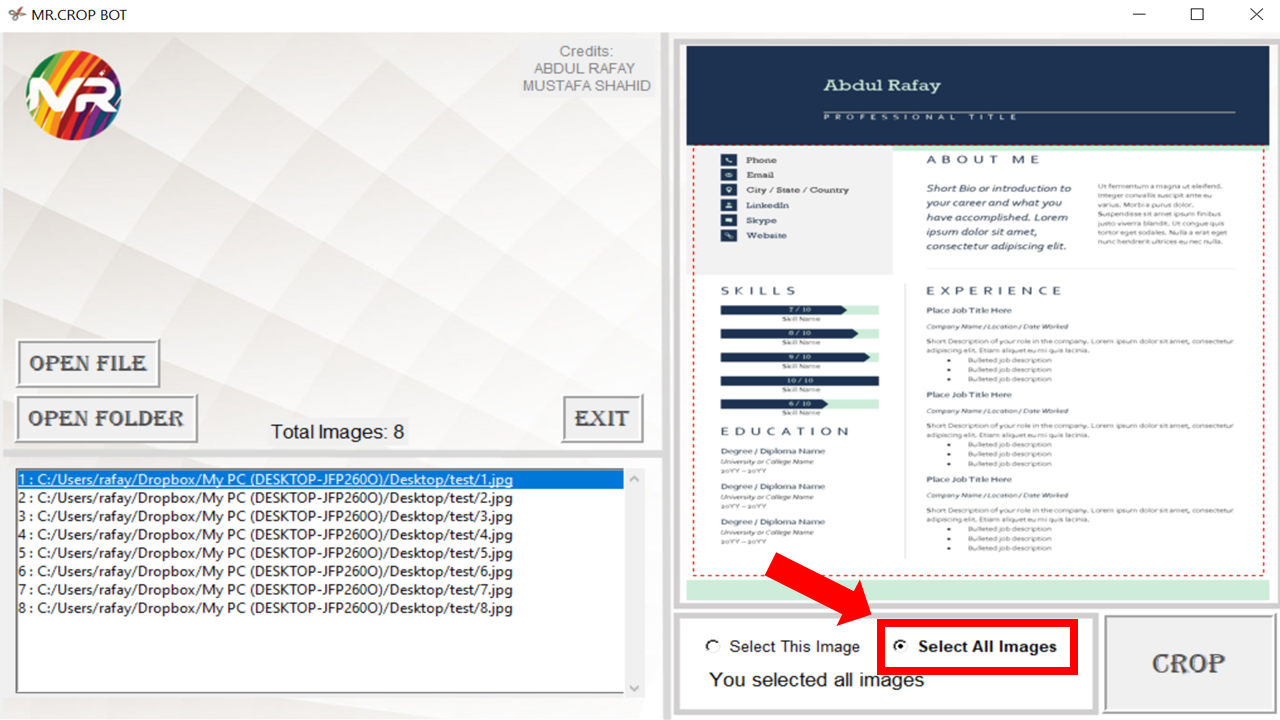 MR.CROP BOT
MR
Credits:
ABDUL RAFAY
MUSTAFA SHAHID
OPEN FILE
OPEN FOLDER
Total Images: 8
EXIT
1 : C:/Users/rafay/Dropbox/My PC (DESKTOP-JFP260O)/Desktop/test/1.jpg
2 : C:/Users/rafay/Dropbox/My PC (DESKTOP-JFP260O)/Desktop/test/2.jpg
3 : C:/Users/rafay/Dropbox/My PC (DESKTOP-JFP260O)/Desktop/test/3.jpg
4 : C:/Users/rafay/Dropbox/My PC (DESKTOP-JFP260O)/Desktop/test/4.jpg
5 : C:/Users/rafay/Dropbox/My PC (DESKTOP-JFP260O)/Desktop/test/5.jpg
6 : C:/Users/rafay/Dropbox/My PC (DESKTOP-JFP260O)/Desktop/test/6.jpg
7 : C:/Users/rafay/Dropbox/My PC (DESKTOP-JFP260O)/Desktop/test/7.jpg
8 : C:/Users/rafay/Dropbox/My PC (DESKTOP-JFP260O)/Desktop/test/8.jpg
Abdul Rafay
PROFESSIONAL TITLE
Phone
Email
City / State / Country
LinkedIn
Skype
Website
SKILLS
7 / 10
Skill Name
8 / 10
Skill Name
9 / 10
Skill Name
10 / 10
Skill Name
6 / 10
Skill Name
EDUCATION
Degree / Diploma Name
University or College Name
20YY – 20YY
Degree / Diploma Name
University or College Name
20YY – 20YY
Degree / Diploma Name
University or College Name
20YY – 20YY
ABOUT ME
Short Bio or introduction to
your career and what you
have accomplished. Lorem
ipsum dolor sit amet,
consectetur adipiscing elit.
Ut fermentum a magna ut eleifend.
Integer convallis suscipit ante eu
varius. Morbi a purus dolor.
Suspendisse sit amet ipsum finibus
justo viverra blandit. Ut congue quis
tortor eget sodales. Nulla a erat eget
nunc hendrerit ultrices eu nec nulla.
EXPERIENCE
Place Job Title Here
Company Name / Location / Date Worked
Short Description of your role in the company. Lorem ipsum dolor sit amet, consectetur
adipiscing elit. Etiam aliquet eu mi quis lacinia.
• Bulleted job description
• Bulleted job description
• Bulleted job description
Place Job Title Here
Company Name / Location / Date Worked
Short Description of your role in the company. Lorem ipsum dolor sit amet, consectetur
adipiscing elit. Etiam aliquet eu mi quis lacinia.
• Bulleted job description
• Bulleted job description
• Bulleted job description
Place Job Title Here
Company Name / Location / Date Worked
Short Description of your role in the company. Lorem ipsum dolor sit amet, consectetur
adipiscing elit. Etiam aliquet eu mi quis lacinia.
• Bulleted job description
• Bulleted job description
• Bulleted job description
Select This Image
Select All Images
You selected all images
CROP